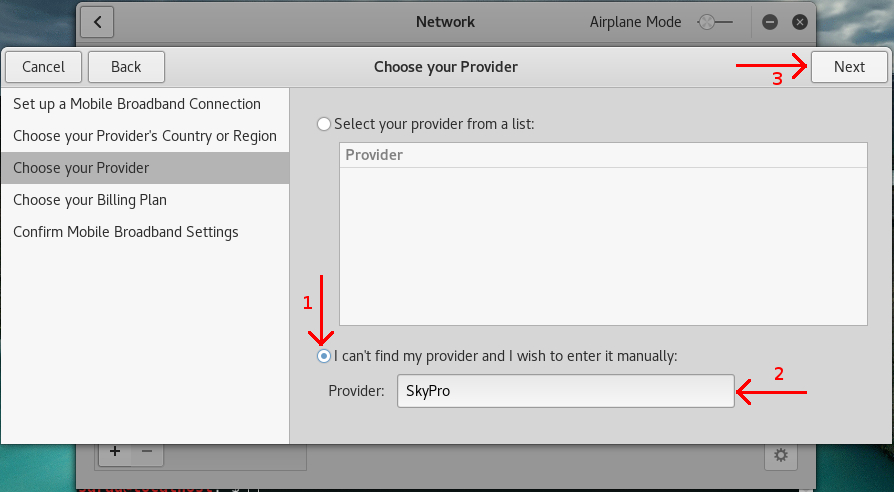 Network
Airplane Mode
Cancel
Back
Choose your Provider
3
Next
Set up a Mobile Broadband Connection
Choose your Provider's Country or Region
Choose your Provider
Choose your Billing Plan
Confirm Mobile Broadband Settings
Select your provider from a list:
Provider
1
I can't find my provider and I wish to enter it manually:
Provider:
SkyPro
2